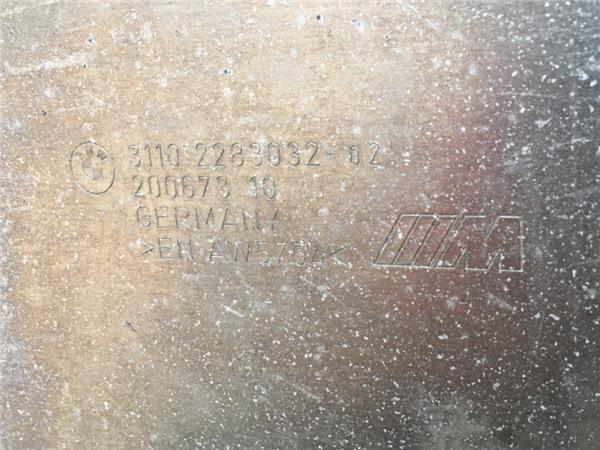 3110 2283032-02
200673 10
GERMANY
>EN AW5754<
M